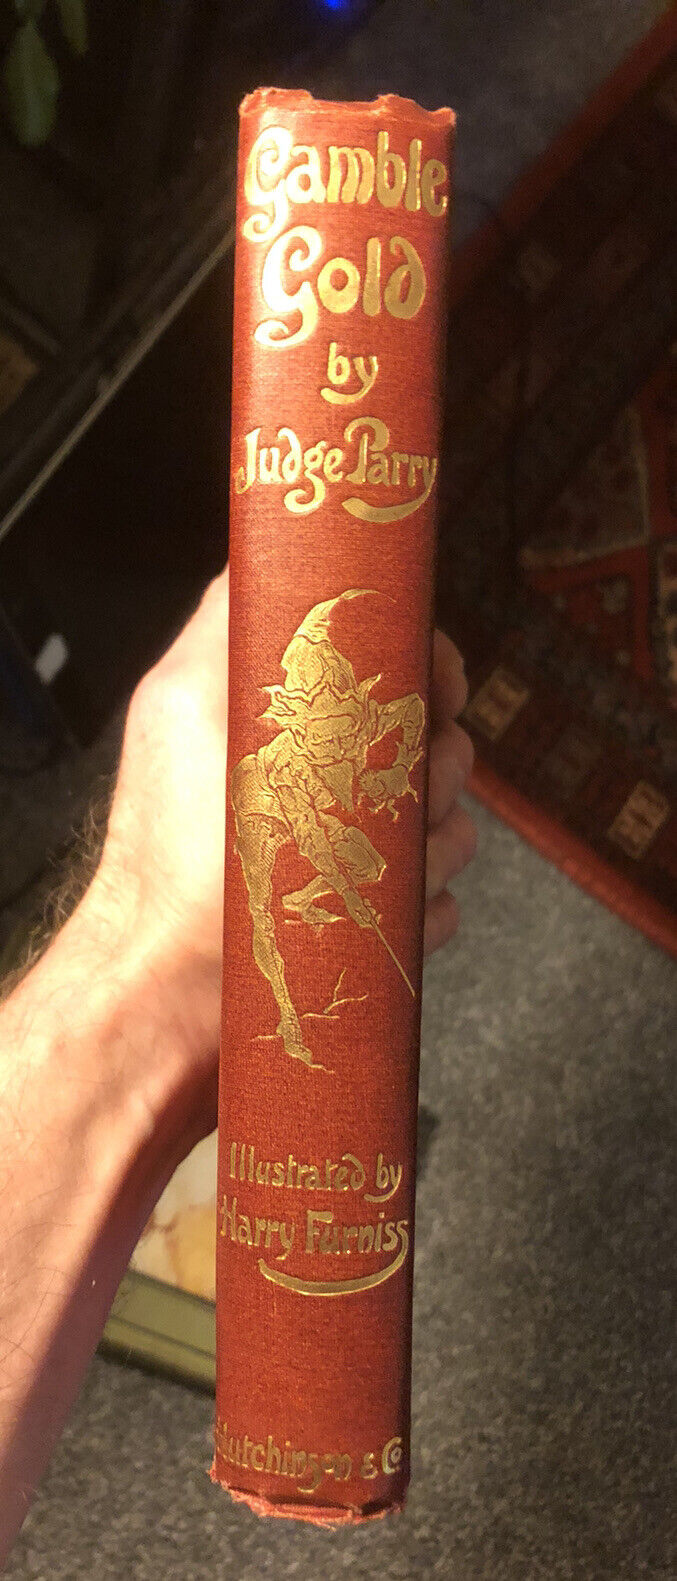 Gamble
Gold
by
Judge Parry
Illustrated by
Harry Furniss
Hutchinson & Co